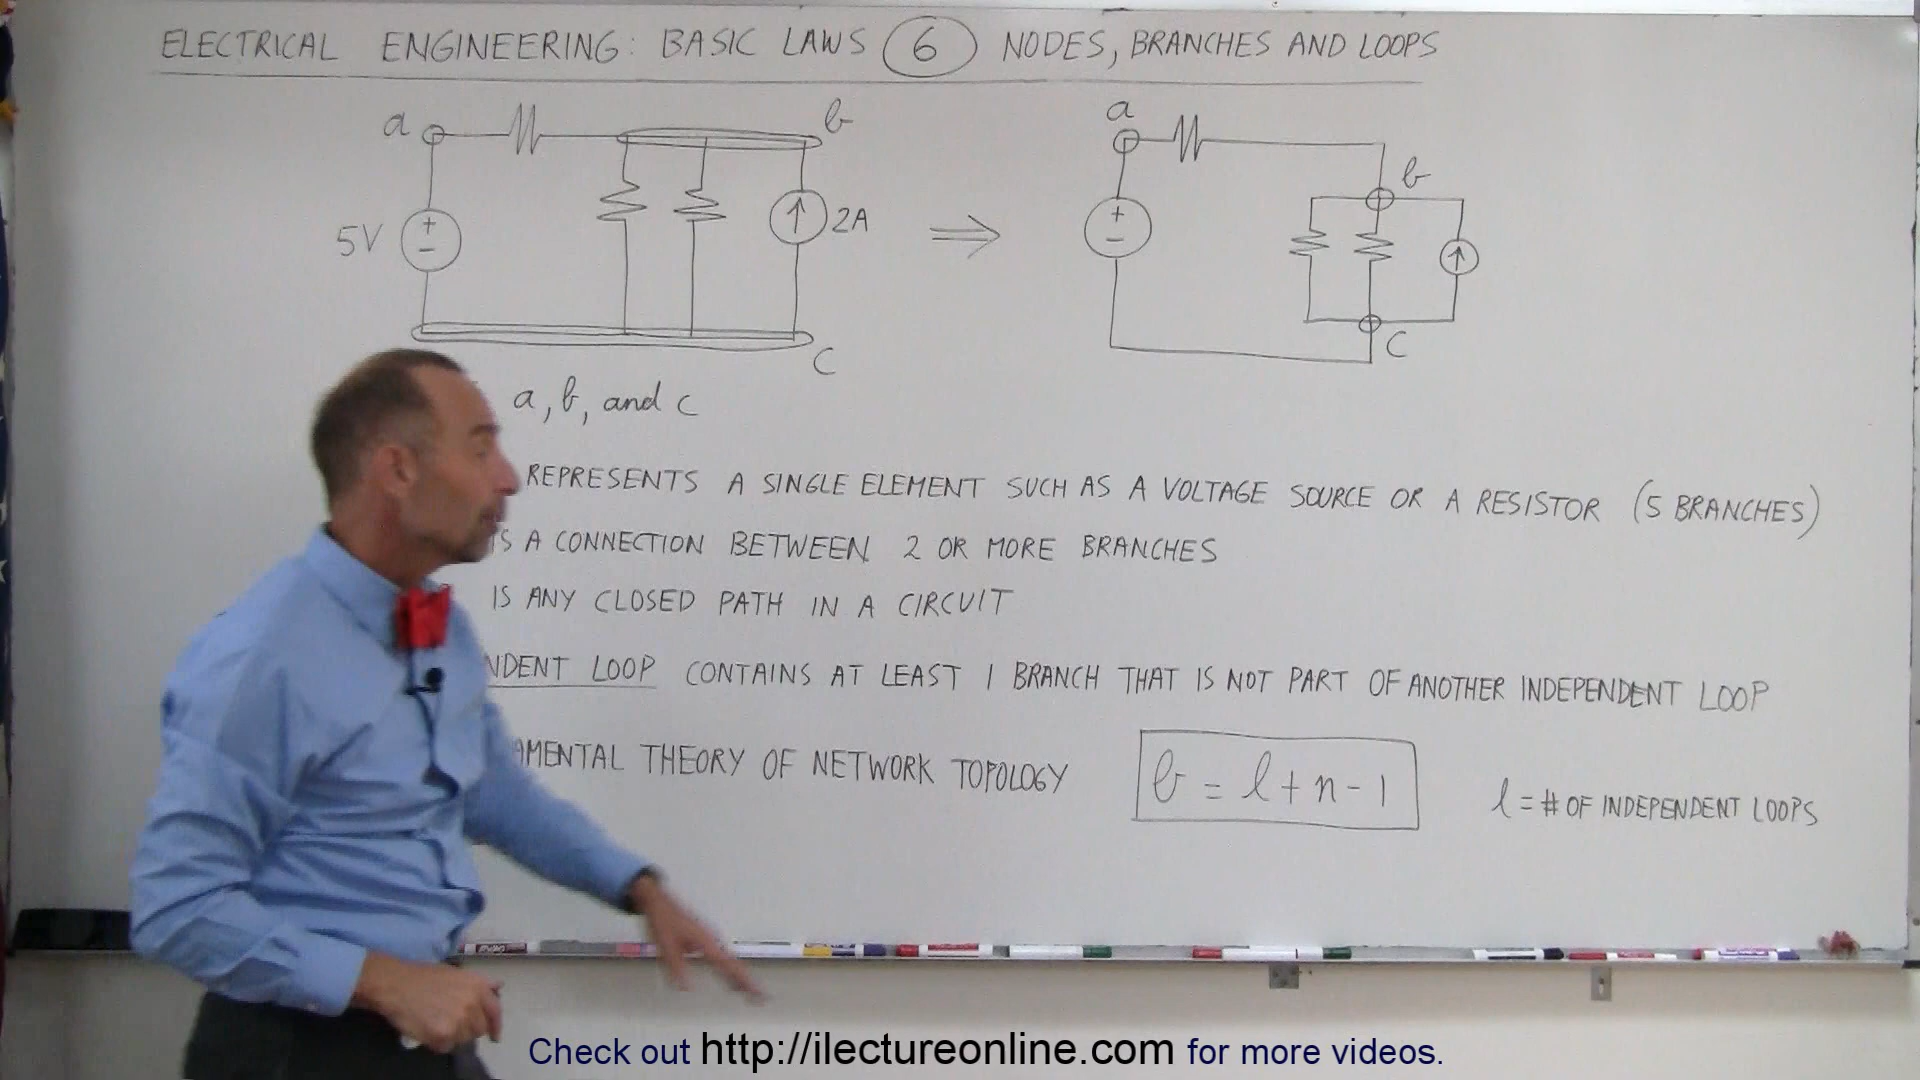 ELECTRICAL ENGINEERING: BASIC LAWS 6 NODES, BRANCHES AND LOOPS
a
b
5V
+
-
2A
c
a
b
+
-
c
a, b, and c
REPRESENTS A SINGLE ELEMENT SUCH AS A VOLTAGE SOURCE OR A RESISTOR (5 BRANCHES)
IS A CONNECTION BETWEEN 2 OR MORE BRANCHES
IS ANY CLOSED PATH IN A CIRCUIT
NDENT LOOP CONTAINS AT LEAST 1 BRANCH THAT IS NOT PART OF ANOTHER INDEPENDENT LOOP
AMENTAL THEORY OF NETWORK TOPOLOGY b = l + n - 1 l = # OF INDEPENDENT LOOPS
Check out http://ilectureonline.com for more videos.